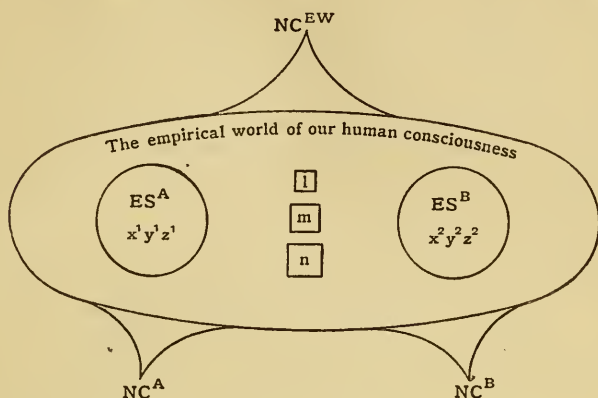 NC^EW
The empirical world of our human consciousness
ES^A
x¹y¹z¹
l
m
n
ES^B
x²y²z²
NC^A
NC^B